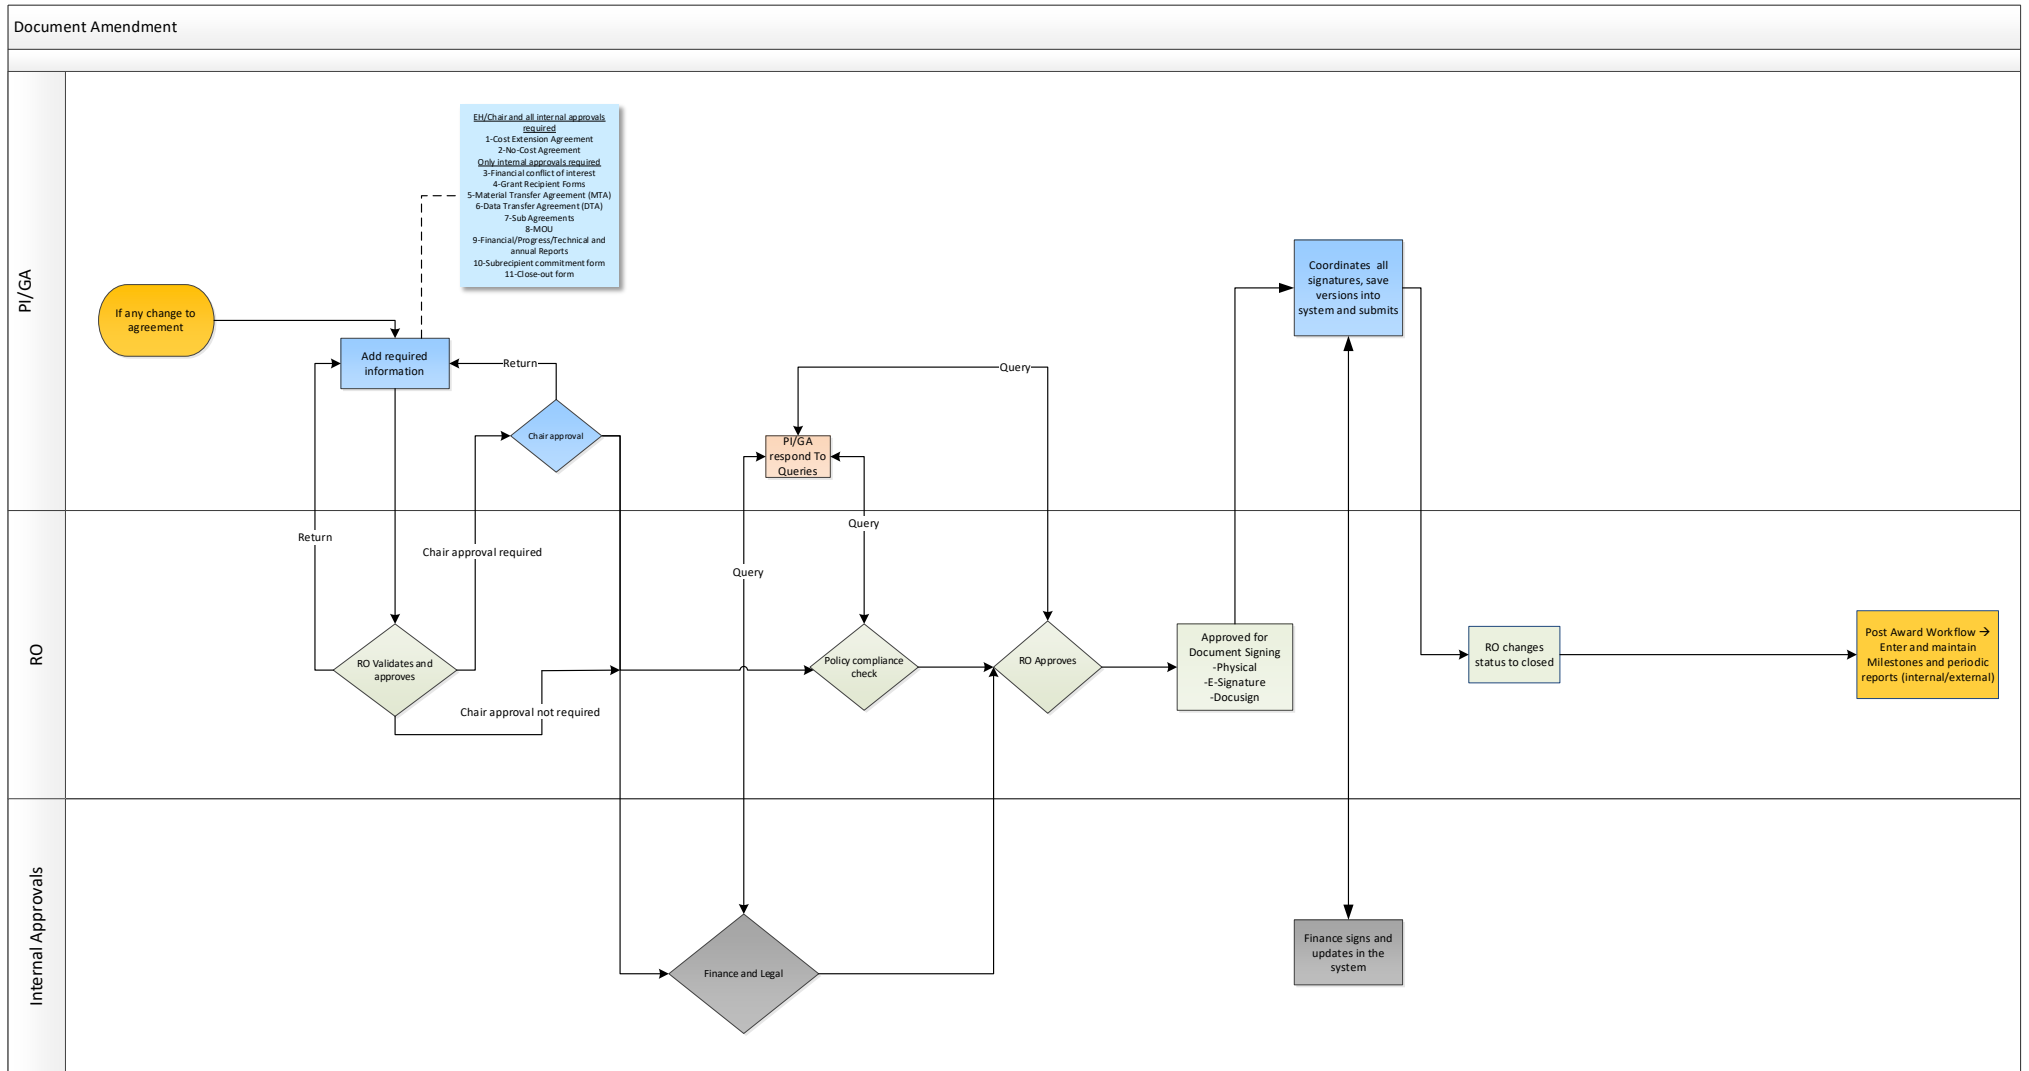 Document Amendment
PI/GA
EH/Chair and all internal approvals
required
1-Cost Extension Agreement
2-No-Cost Agreement
Only internal approvals required
3-Financial conflict of interest
4-Grant Recipient Forms
5-Material Transfer Agreement (MTA)
6-Data Transfer Agreement (DTA)
7-Sub Agreements
8-MOU
9-Financial/Progress/Technical and
annual Reports
10-Subrecipient commitment form
11-Close-out form
If any change to
agreement
Add required
information
Return
Chair approval
Query
PI/GA
respond To
Queries
Coordinates all
signatures, save
versions into
system and submits
RO
Return
Chair approval required
Query
Query
RO Validates and
approves
Chair approval not required
Policy compliance
check
RO Approves
Approved for
Document Signing
-Physical
-E-Signature
-Docusign
RO changes
status to closed
Post Award Workflow →
Enter and maintain
Milestones and periodic
reports (internal/external)
Internal Approvals
Finance and Legal
Finance signs and
updates in the
system